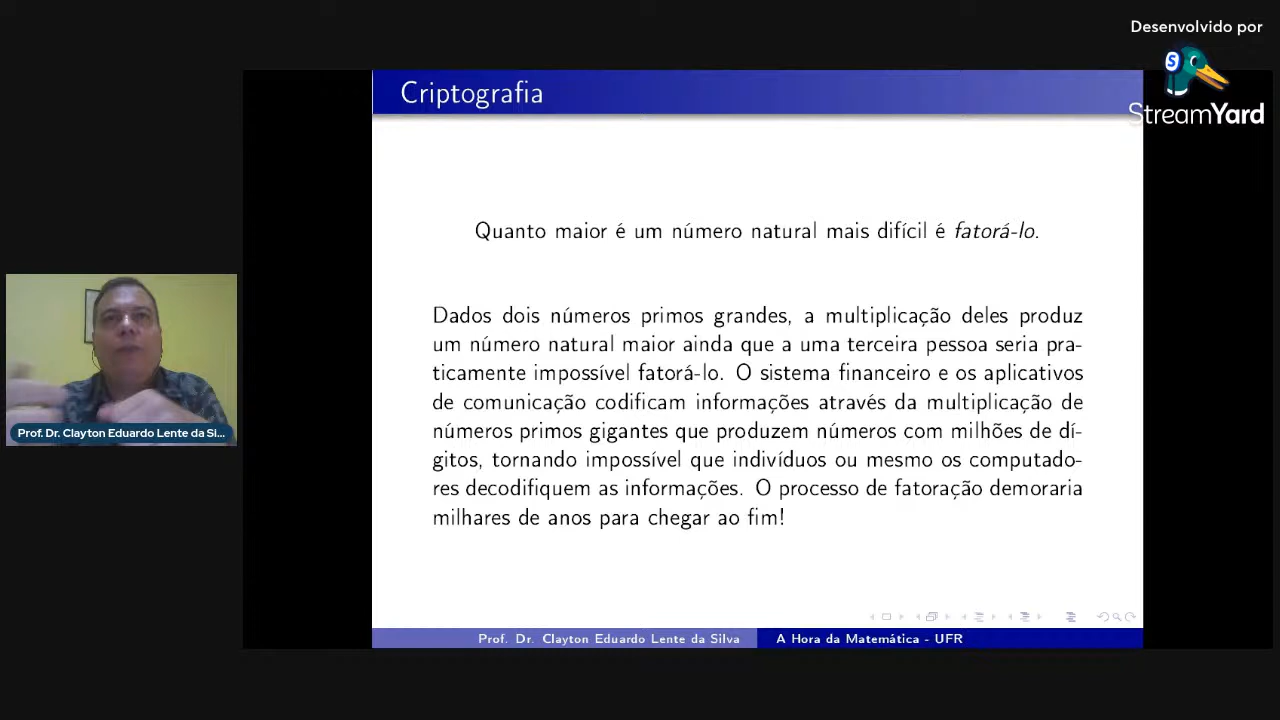 Desenvolvido por
StreamYard
Criptografia
Quanto maior é um número natural mais difícil é fatorá-lo.
Dados dois números primos grandes, a multiplicação deles produz
um número natural maior ainda que a uma terceira pessoa seria pra-
ticamente impossível fatorá-lo. O sistema financeiro e os aplicativos
de comunicação codificam informações através da multiplicação de
números primos gigantes que produzem números com milhões de dí-
gitos, tornando impossível que indivíduos ou mesmo os computado-
res decodifiquem as informações. O processo de fatoração demoraria
milhares de anos para chegar ao fim!
Prof. Dr. Clayton Eduardo Lente da Si...
Prof. Dr. Clayton Eduardo Lente da Silva
A Hora da Matemática - UFR